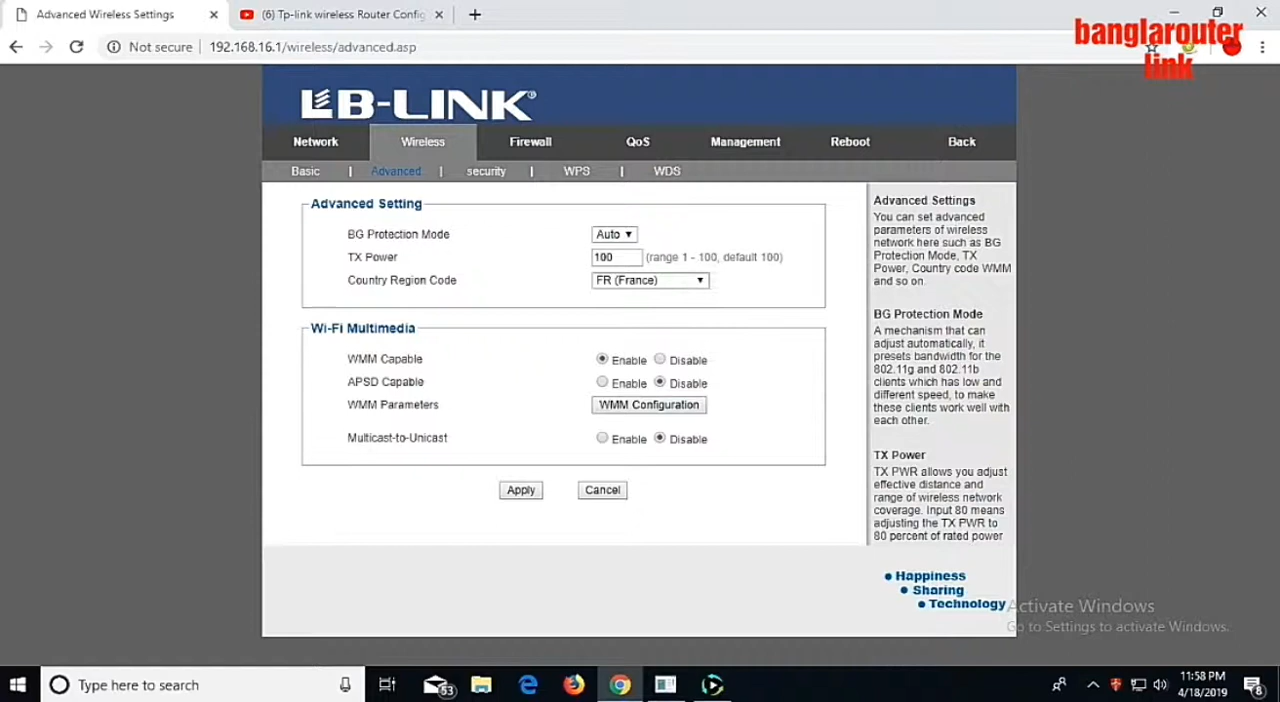 Advanced Wireless Settings
(6) Tp-link wireless Router Config
Not secure | 192.168.16.1/wireless/advanced.asp
banglarouter
link
LB-LINK®
Network Wireless Firewall QoS Management Reboot Back
Basic | Advanced | security | WPS | WDS
Advanced Setting
BG Protection Mode Auto
TX Power 100 (range 1 - 100, default 100)
Country Region Code FR (France)
Wi-Fi Multimedia
WMM Capable Enable Disable
APSD Capable Enable Disable
WMM Parameters WMM Configuration
Multicast-to-Unicast Enable Disable
Apply Cancel
Advanced Settings
You can set advanced
parameters of wireless
network here such as BG
Protection Mode, TX
Power, Country code WMM
and so on.
BG Protection Mode
A mechanism that can
adjust automatically, it
presets bandwidth for the
802.11g and 802.11b
clients which has low and
different speed, to make
these clients work well with
each other.
TX Power
TX PWR allows you adjust
effective distance and
range of wireless network
coverage. Input 80 means
adjusting the TX PWR to
80 percent of rated power
Happiness
Sharing
Technology
Activate Windows
Go to Settings to activate Windows.
Type here to search
53
11:58 PM
4/18/2019
8